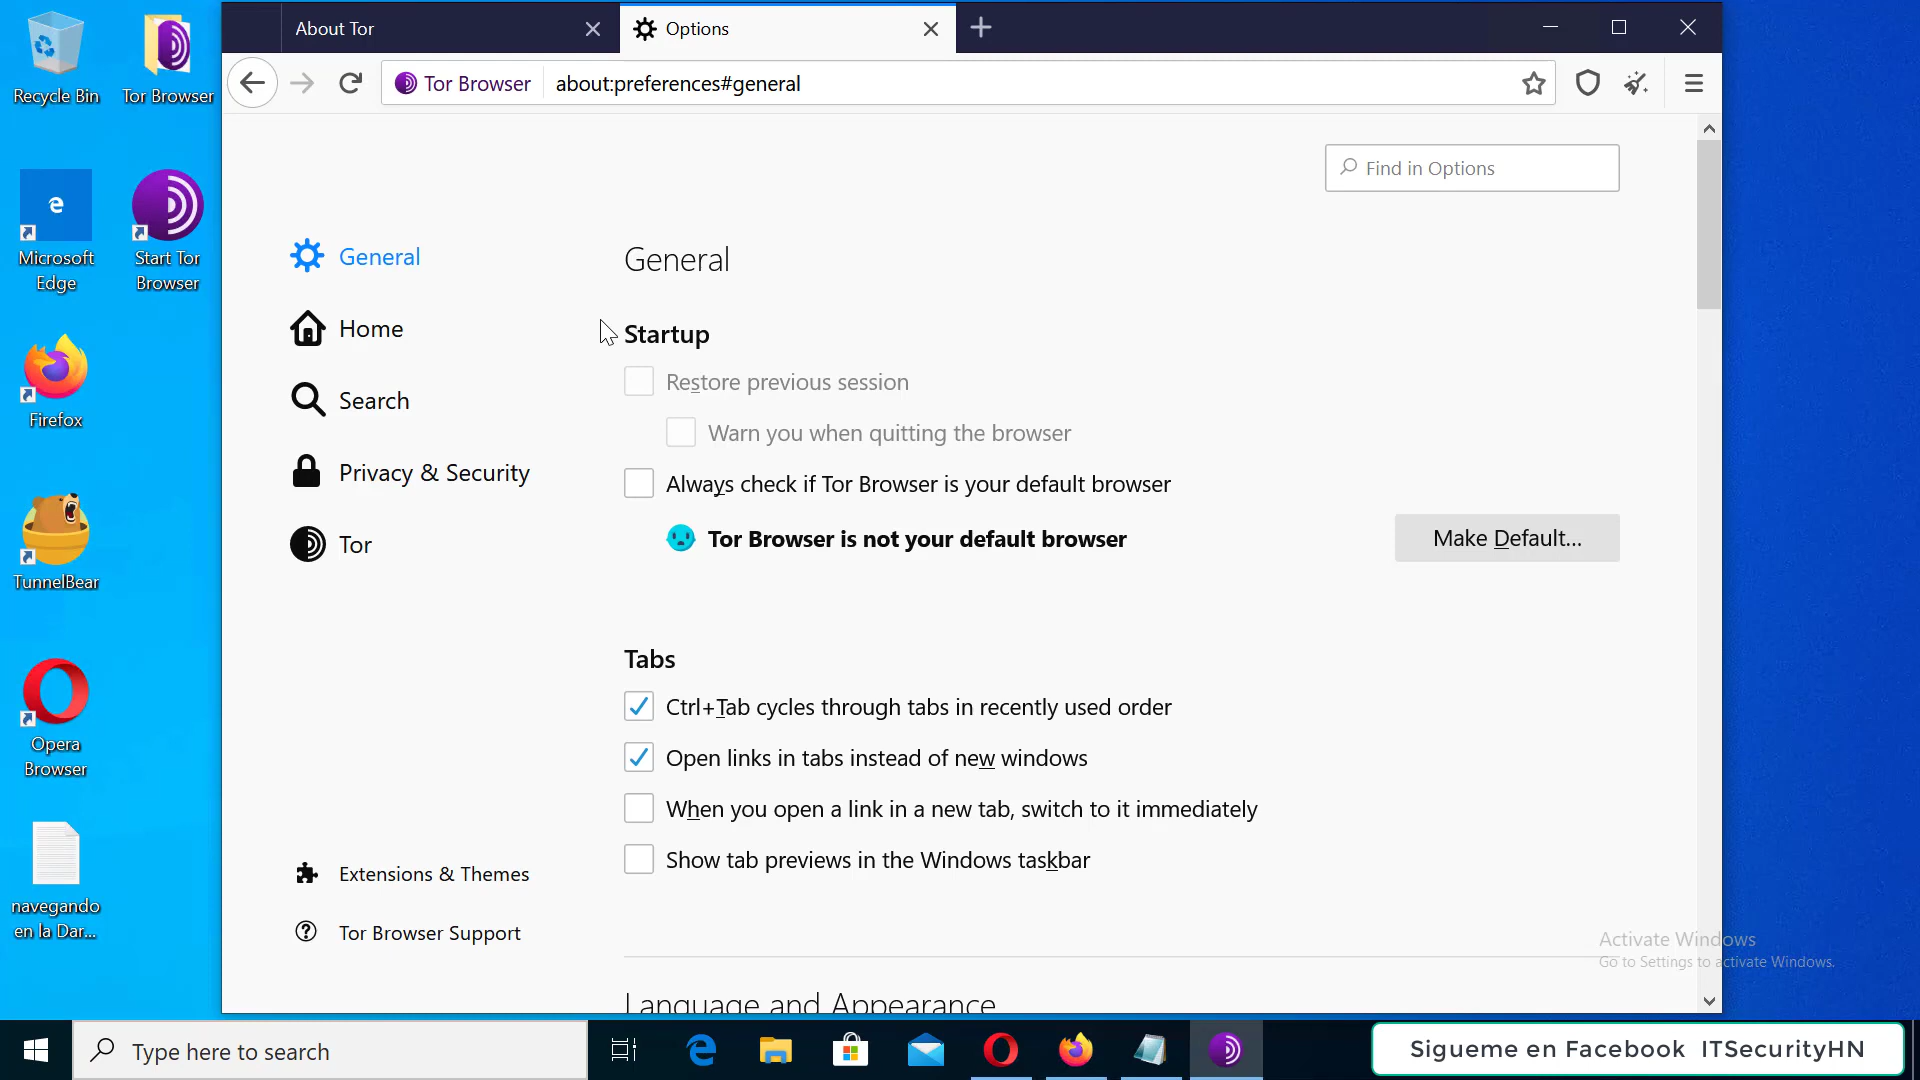 Recycle Bin
Tor Browser
Microsoft
Edge
Start Tor
Browser
Firefox
TunnelBear
Opera
Browser
navegando
en la Dar...
About Tor
Options
Tor Browser
about:preferences#general
Find in Options
General
Home
Search
Privacy & Security
Tor
Extensions & Themes
Tor Browser Support
General
Startup
Restore previous session
Warn you when quitting the browser
Always check if Tor Browser is your default browser
Tor Browser is not your default browser
Make Default...
Tabs
Ctrl+Tab cycles through tabs in recently used order
Open links in tabs instead of new windows
When you open a link in a new tab, switch to it immediately
Show tab previews in the Windows taskbar
Language and Appearance
Activate Windows
Go to Settings to activate Windows.
Type here to search
Sigueme en Facebook ITSecurityHN